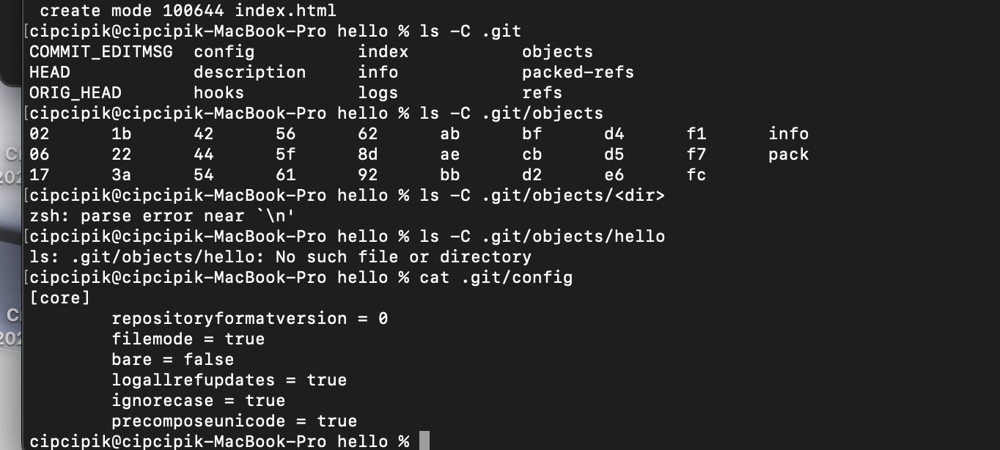 create mode 100644 index.html
[cipcipik@cipcipik-MacBook-Pro hello % ls -C .git
COMMIT_EDITMSG config index objects
HEAD description info packed-refs
ORIG_HEAD hooks logs refs
[cipcipik@cipcipik-MacBook-Pro hello % ls -C .git/objects
02 1b 42 56 62 ab bf d4 f1 info
06 22 44 5f 8d ae cb d5 f7 pack
17 3a 54 61 92 bb d2 e6 fc
[cipcipik@cipcipik-MacBook-Pro hello % ls -C .git/objects/<dir>
zsh: parse error near `\n'
[cipcipik@cipcipik-MacBook-Pro hello % ls -C .git/objects/hello
ls: .git/objects/hello: No such file or directory
[cipcipik@cipcipik-MacBook-Pro hello % cat .git/config
[core]
repositoryformatversion = 0
filemode = true
bare = false
logallrefupdates = true
ignorecase = true
precomposeunicode = true
cipcipik@cipcipik-MacBook-Pro hello %